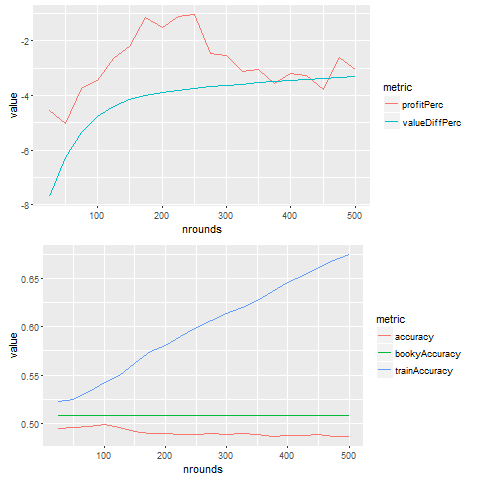 -2
-4
-6
-8
value
100
200
300
400
500
nrounds
metric
profitPerc
valueDiffPerc
0.65
0.60
0.55
0.50
value
100
200
300
400
500
nrounds
metric
accuracy
bookyAccuracy
trainAccuracy